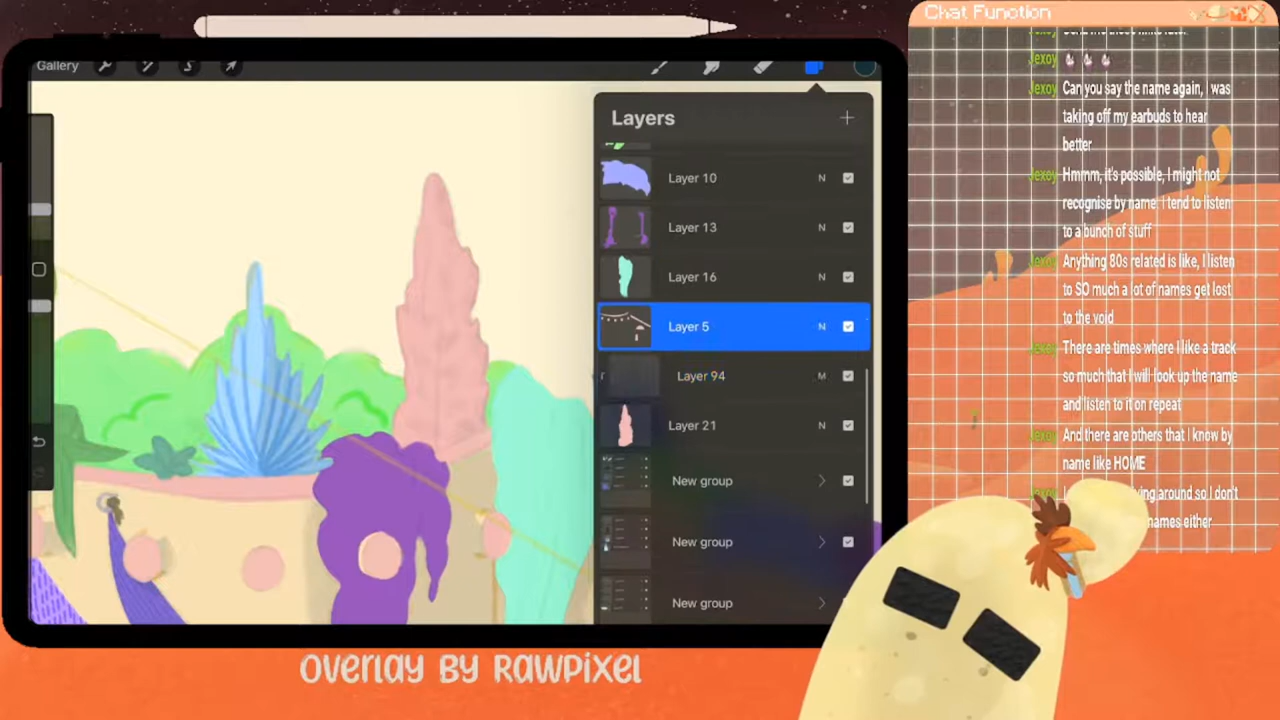 Chat Function
Gallery
Layers
Layer 10 N
Layer 13 N
Layer 16 N
Layer 5 N
Layer 94 M
Layer 21 N
New group
New group
New group
Jexoy
Jexoy Can you say the name again, I was
taking off my earbuds to hear
better
Jexoy Hmmm, it's possible, I might not
recognise by name. I tend to listen
to a bunch of stuff
Jexoy Anything 80s related is like, I listen
to SO much a lot of names get lost
to the void
Jexoy There are times where I like a track
so much that I will look up the name
and listen to it on repeat
Jexoy And there are others that I know by
name like HOME
Jexoy around so I don't
names either
OVERLAY BY RAWPIXEL